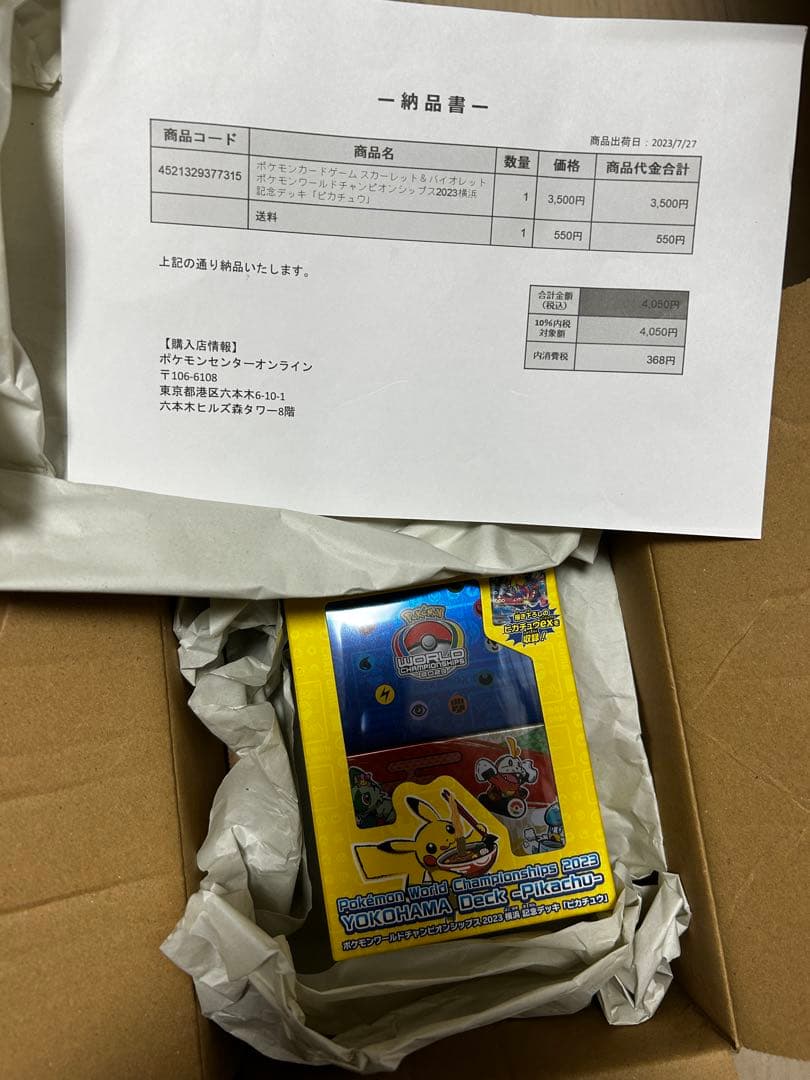 ー納品書ー
商品出荷日：2023/7/27
商品コード 商品名 数量 価格 商品代金合計
4521329377315 ポケモンカードゲーム スカーレット＆バイオレット
ポケモンワールドチャンピオンシップス2023横浜
記念デッキ「ピカチュウ」 1 3,500円 3,500円
送料 1 550円 550円
上記の通り納品いたします。
合計金額
（税込） 4,050円
10%内税
対象額 4,050円
内消費税 368円
【購入店情報】
ポケモンセンターオンライン
〒106-6108
東京都港区六本木6-10-1
六本木ヒルズ森タワー8階
描き下ろしの
ピカチュウexを
収録！
Pokémon
WORLD
CHAMPIONSHIPS
2023
Pokémon World Championships 2023
YOKOHAMA Deck -Pikachu-
ポケモンワールドチャンピオンシップス 2023 横浜 記念デッキ「ピカチュウ」